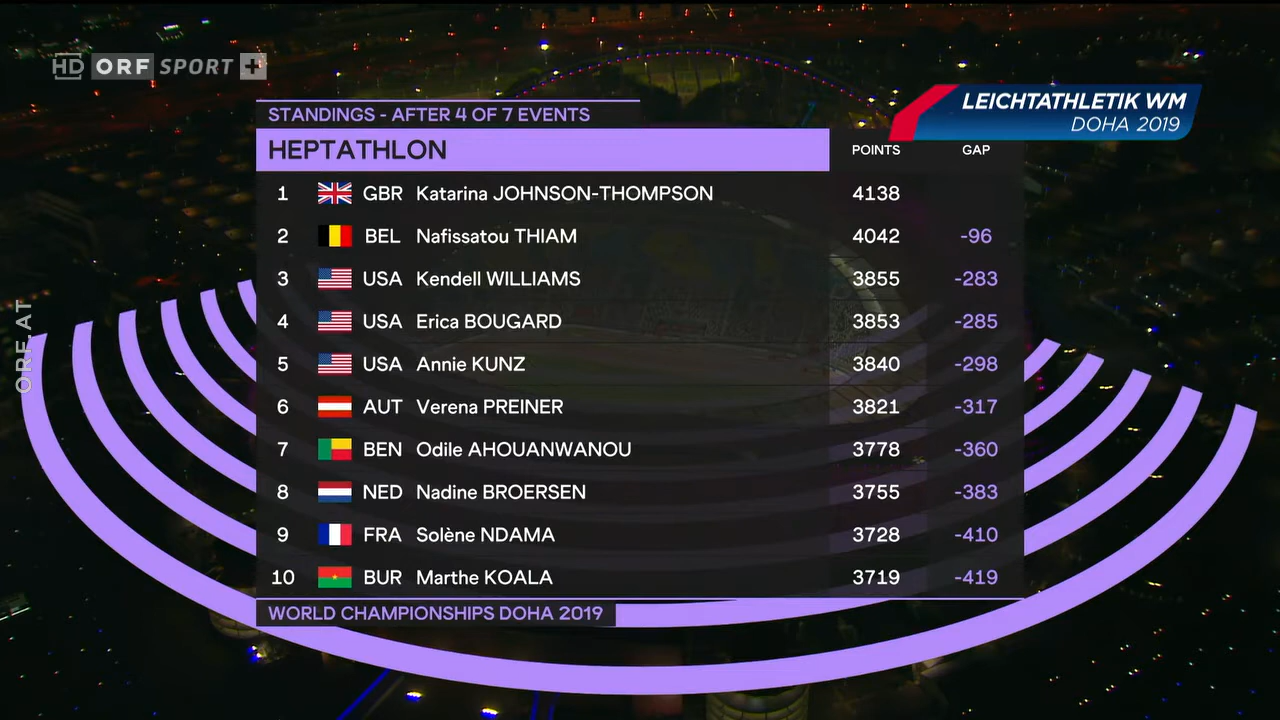 HD ORF SPORT +
LEICHTATHLETIK WM
DOHA 2019
STANDINGS - AFTER 4 OF 7 EVENTS
HEPTATHLON POINTS GAP
1 GBR Katarina JOHNSON-THOMPSON 4138
2 BEL Nafissatou THIAM 4042 -96
3 USA Kendell WILLIAMS 3855 -283
4 USA Erica BOUGARD 3853 -285
5 USA Annie KUNZ 3840 -298
6 AUT Verena PREINER 3821 -317
7 BEN Odile AHOUANWANOU 3778 -360
8 NED Nadine BROERSEN 3755 -383
9 FRA Solène NDAMA 3728 -410
10 BUR Marthe KOALA 3719 -419
WORLD CHAMPIONSHIPS DOHA 2019
ORF.AT